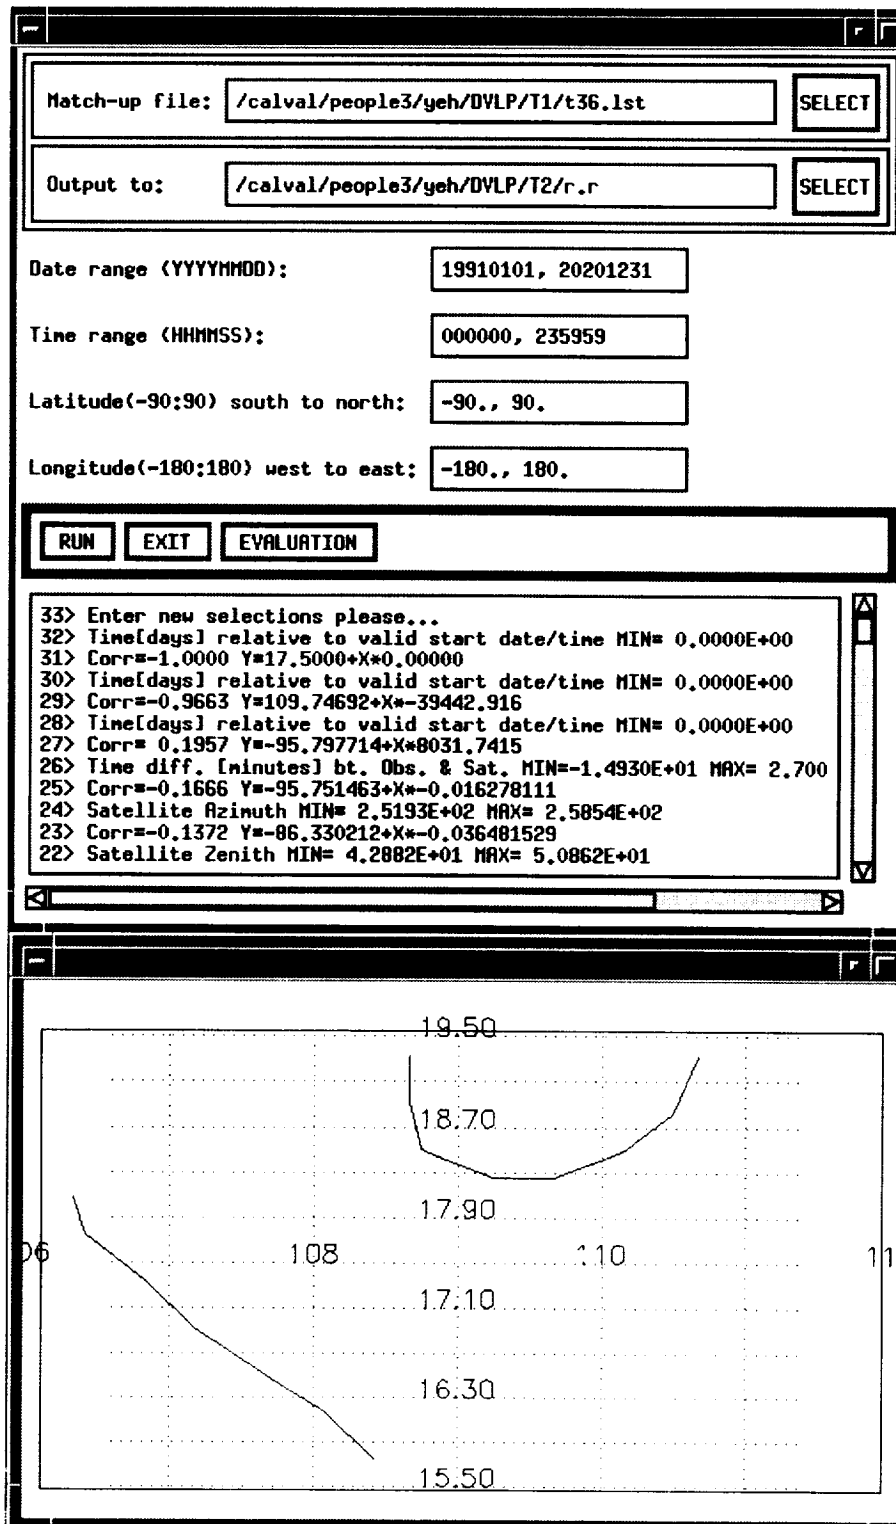 Match-up file: /calval/people3/yeh/DVLP/T1/t36.lst SELECT
Output to: /calval/people3/yeh/DVLP/T2/r.r SELECT
Date range (YYYYMMDD): 19910101, 20201231
Time range (HHMMSS): 000000, 235959
Latitude(-90:90) south to north: -90., 90.
Longitude(-180:180) west to east: -180., 180.
RUN EXIT EVALUATION
33> Enter new selections please...
32> Time[days] relative to valid start date/time MIN= 0.0000E+00
31> Corr=-1.0000 Y=17.5000+X*0.00000
30> Time[days] relative to valid start date/time MIN= 0.0000E+00
29> Corr=-0.9663 Y=109.74692+X*-39442.916
28> Time[days] relative to valid start date/time MIN= 0.0000E+00
27> Corr= 0.1957 Y=-95.797714+X*8031.7415
26> Time diff. [minutes] bt. Obs. & Sat. MIN=-1.4930E+01 MAX= 2.700
25> Corr=-0.1666 Y=-95.751463+X*-0.016278111
24> Satellite Azimuth MIN= 2.5193E+02 MAX= 2.5854E+02
23> Corr=-0.1372 Y=-86.330212+X*-0.036481529
22> Satellite Zenith MIN= 4.2882E+01 MAX= 5.0862E+01
19.50
18.70
17.90
06 108 110 11
17.10
16.30
15.50